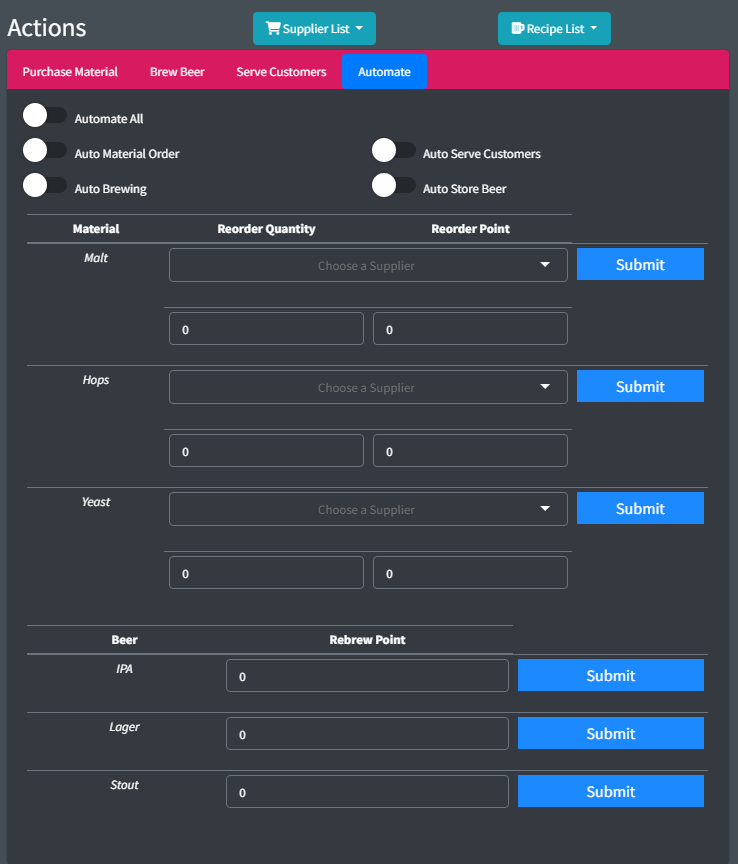 Actions
Supplier List
Recipe List
Purchase Material Brew Beer Serve Customers Automate
Automate All
Auto Material Order Auto Serve Customers
Auto Brewing Auto Store Beer
Material Reorder Quantity Reorder Point
Malt Choose a Supplier Submit
0 0
Hops Choose a Supplier Submit
0 0
Yeast Choose a Supplier Submit
0 0
Beer Rebrew Point
IPA 0 Submit
Lager 0 Submit
Stout 0 Submit